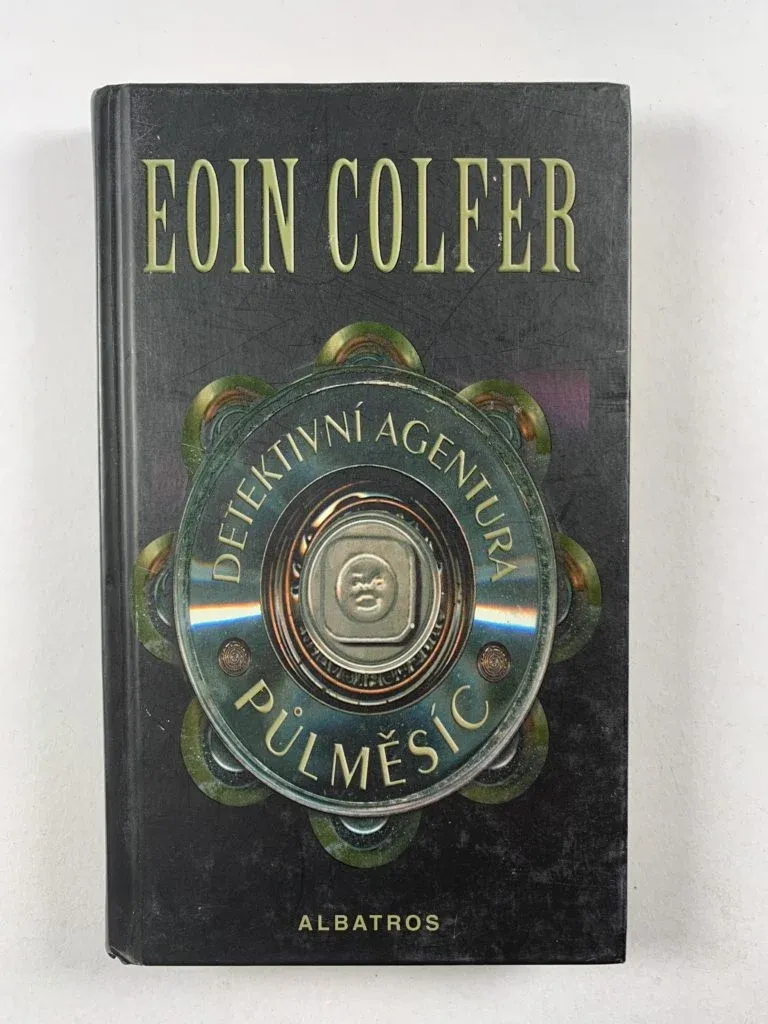 EOIN COLFER
DETEKTIVNÍ AGENTURA
PŮLMĚSÍC
ALBATROS